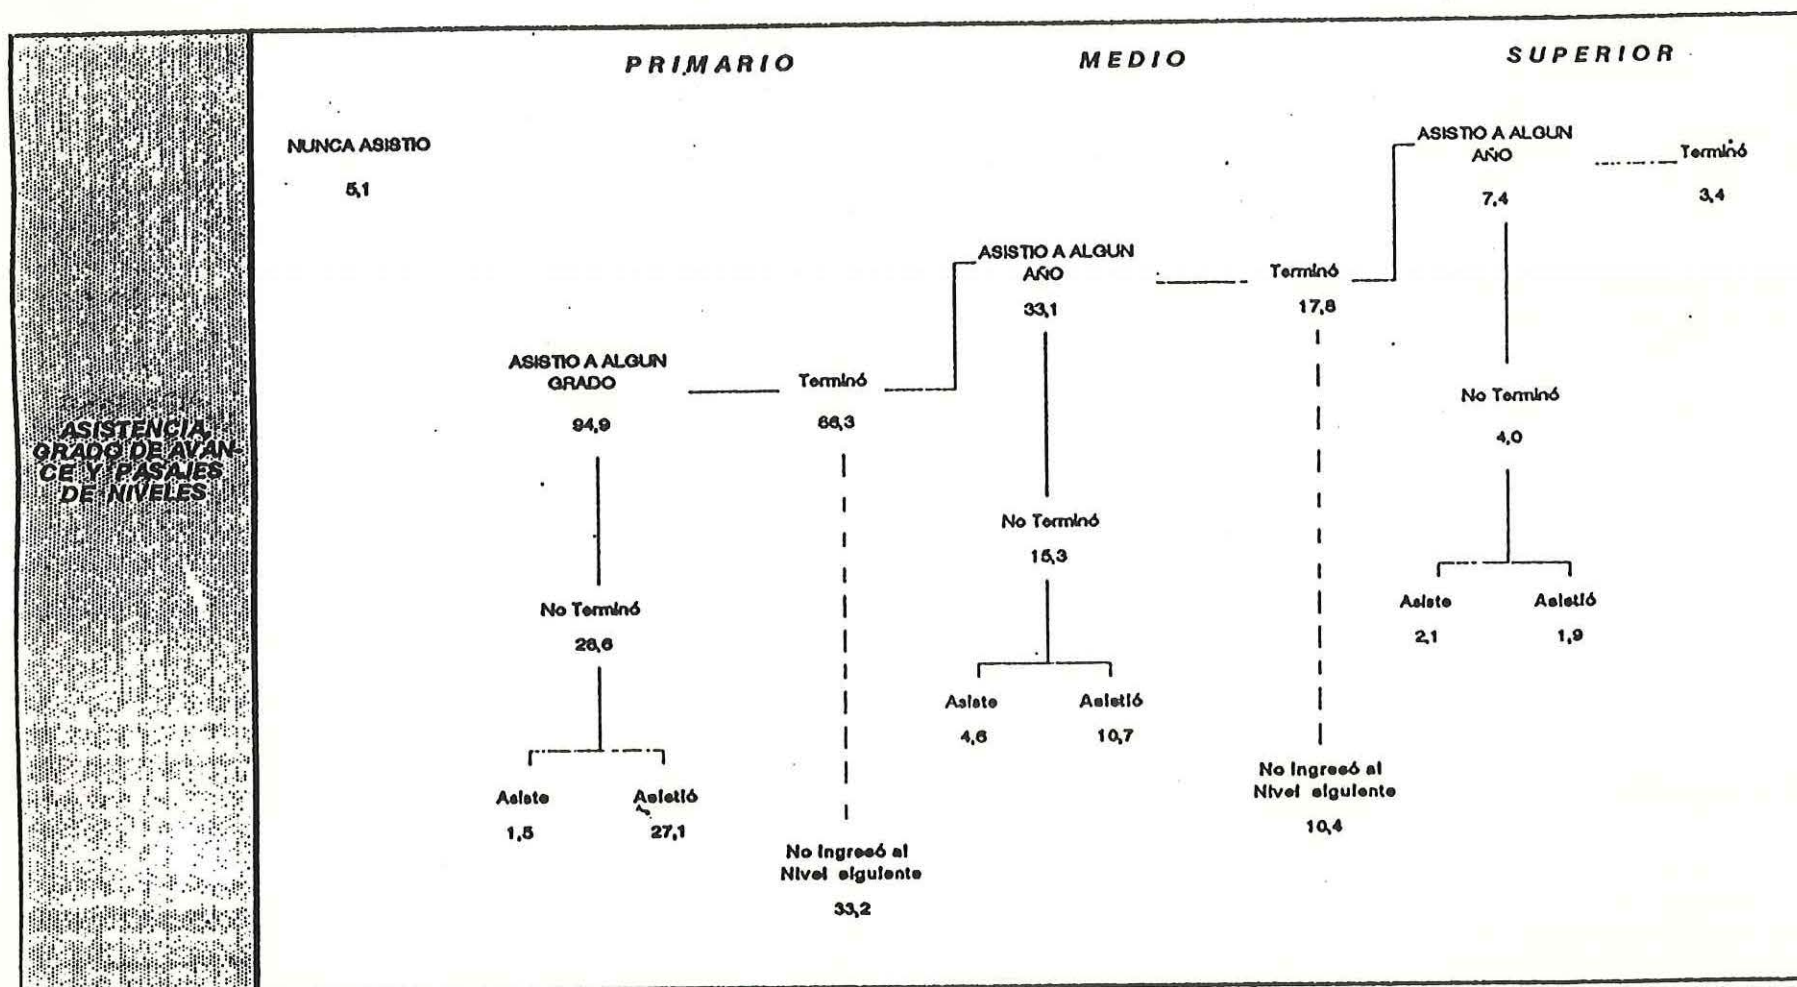 PRIMARIO
MEDIO
SUPERIOR
ASISTENCIA,
GRADO DE AVAN-
CE Y PASAJES
DE NIVELES
NUNCA ASISTIO
5,1
ASISTIO A ALGUN
GRADO
94,9
Terminó
66,3
No Terminó
28,6
Asiste
1,5
Asistió
27,1
No Ingresó al
Nivel siguiente
33,2
ASISTIO A ALGUN
AÑO
33,1
Terminó
17,8
No Terminó
15,3
Asiste
4,6
Asistió
10,7
No Ingresó al
Nivel siguiente
10,4
ASISTIO A ALGUN
AÑO
7,4
Terminó
3,4
No Terminó
4,0
Asiste
2,1
Asistió
1,9